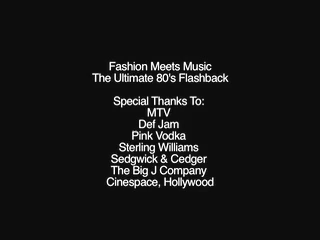 Fashion Meets Music
The Ultimate 80's Flashback
Special Thanks To:
MTV
Def Jam
Pink Vodka
Sterling Williams
Sedgwick & Cedger
The Big J Company
Cinespace, Hollywood